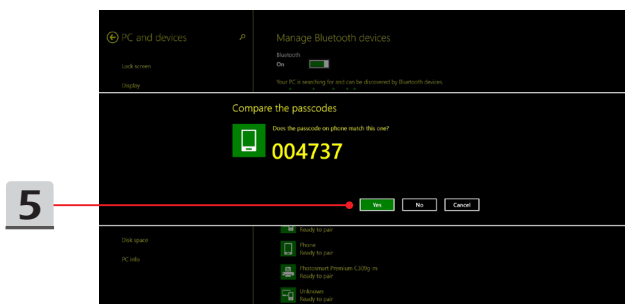 PC and devices
Manage Bluetooth devices
Bluetooth
On
Lock screen
Your PC is searching for and can be discovered by Bluetooth devices
Display
Compare the passcodes
Does the passcode on phone match this one?
004737
5
Yes
No
Cancel
Ready to pair
Disk space
Phone
Ready to pair
PC info
Photosmart Premium C309g-m
Ready to pair
Unknown
Ready to pair